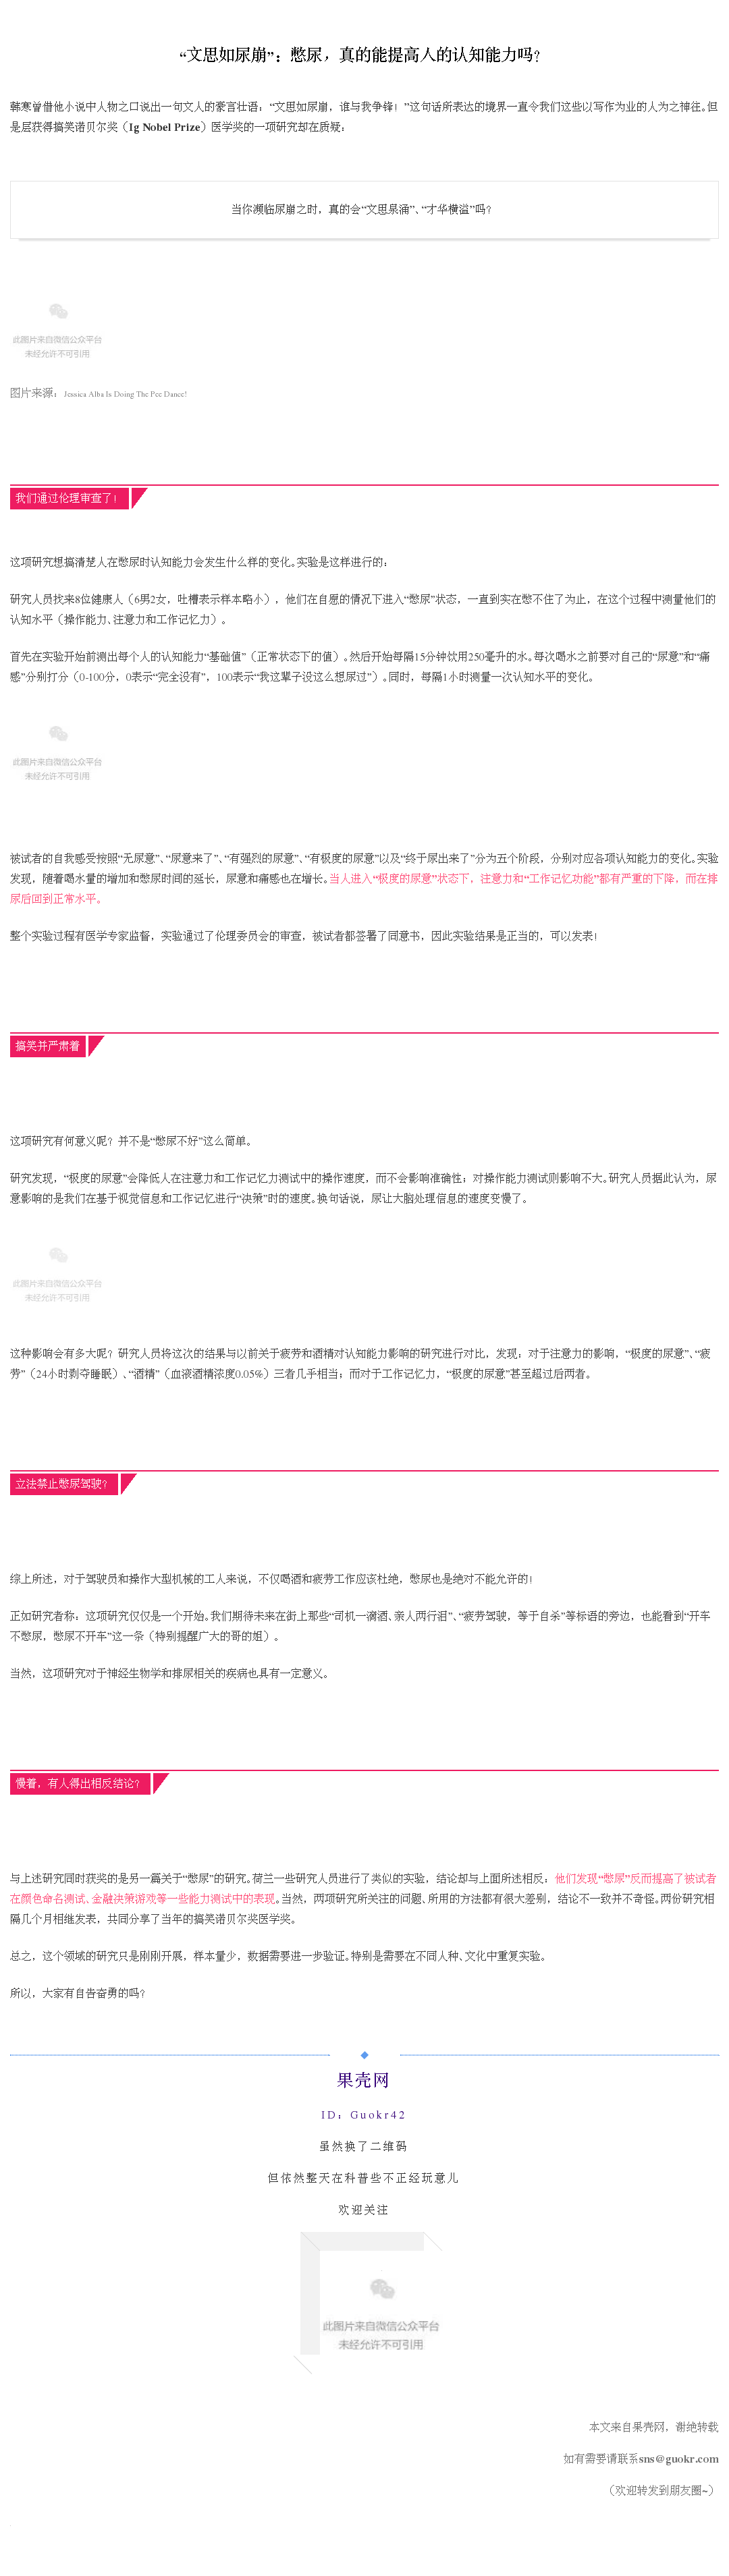 “文思如尿崩”：憋尿，真的能提高人的认知能力吗？
韩寒曾借他小说中人物之口说出一句文人的豪言壮语：“文思如尿崩，谁与我争锋！”这句话所表达的境界一直令我们这些以写作为业的人为之神往。但
是届获得搞笑诺贝尔奖（Ig Nobel Prize）医学奖的一项研究却在质疑：
当你濒临尿崩之时，真的会“文思泉涌”、“才华横溢”吗？
此图片来自微信公众平台
未经允许不可引用
图片来源：Jessica Alba Is Doing The Pee Dance!
我们通过伦理审查了！
这项研究想搞清楚人在憋尿时认知能力会发生什么样的变化。实验是这样进行的：
研究人员找来8位健康人（6男2女，吐槽表示样本略小），他们在自愿的情况下进入“憋尿”状态，一直到实在憋不住了为止，在这个过程中测量他们的
认知水平（操作能力、注意力和工作记忆力）。
首先在实验开始前测出每个人的认知能力“基础值”（正常状态下的值）。然后开始每隔15分钟饮用250毫升的水。每次喝水之前要对自己的“尿意”和“痛
感”分别打分（0-100分，0表示“完全没有”，100表示“我这辈子没这么想尿过”）。同时，每隔1小时测量一次认知水平的变化。
此图片来自微信公众平台
未经允许不可引用
被试者的自我感受按照“无尿意”、“尿意来了”、“有强烈的尿意”、“有极度的尿意”以及“终于尿出来了”分为五个阶段，分别对应各项认知能力的变化。实验
发现，随着喝水量的增加和憋尿时间的延长，尿意和痛感也在增长。当人进入“极度的尿意”状态下，注意力和“工作记忆功能”都有严重的下降，而在排
尿后回到正常水平。
整个实验过程有医学专家监督，实验通过了伦理委员会的审查，被试者都签署了同意书，因此实验结果是正当的，可以发表！
搞笑并严肃着
这项研究有何意义呢？并不是“憋尿不好”这么简单。
研究发现，“极度的尿意”会降低人在注意力和工作记忆力测试中的操作速度，而不会影响准确性；对操作能力测试则影响不大。研究人员据此认为，尿
意影响的是我们在基于视觉信息和工作记忆进行“决策”时的速度。换句话说，尿让大脑处理信息的速度变慢了。
此图片来自微信公众平台
未经允许不可引用
这种影响会有多大呢？研究人员将这次的结果与以前关于疲劳和酒精对认知能力影响的研究进行对比，发现：对于注意力的影响，“极度的尿意”、“疲
劳”（24小时剥夺睡眠）、“酒精”（血液酒精浓度0.05%）三者几乎相当；而对于工作记忆力，“极度的尿意”甚至超过后两者。
立法禁止憋尿驾驶？
综上所述，对于驾驶员和操作大型机械的工人来说，不仅喝酒和疲劳工作应该杜绝，憋尿也是绝对不能允许的！
正如研究者称：这项研究仅仅是一个开始。我们期待未来在街上那些“司机一滴酒、亲人两行泪”、“疲劳驾驶，等于自杀”等标语的旁边，也能看到“开车
不憋尿，憋尿不开车”这一条（特别提醒广大的哥的姐）。
当然，这项研究对于神经生物学和排尿相关的疾病也具有一定意义。
慢着，有人得出相反结论？
与上述研究同时获奖的是另一篇关于“憋尿”的研究。荷兰一些研究人员进行了类似的实验，结论却与上面所述相反：他们发现“憋尿”反而提高了被试者
在颜色命名测试、金融决策游戏等一些能力测试中的表现。当然，两项研究所关注的问题、所用的方法都有很大差别，结论不一致并不奇怪。两份研究相
隔几个月相继发表，共同分享了当年的搞笑诺贝尔奖医学奖。
总之，这个领域的研究只是刚刚开展，样本量少，数据需要进一步验证。特别是需要在不同人种、文化中重复实验。
所以，大家有自告奋勇的吗？
果壳网
ID：Guokr42
虽然换了二维码
但依然整天在科普些不正经玩意儿
欢迎关注
此图片来自微信公众平台
未经允许不可引用
本文来自果壳网，谢绝转载
如有需要请联系sns@guokr.com
（欢迎转发到朋友圈~）